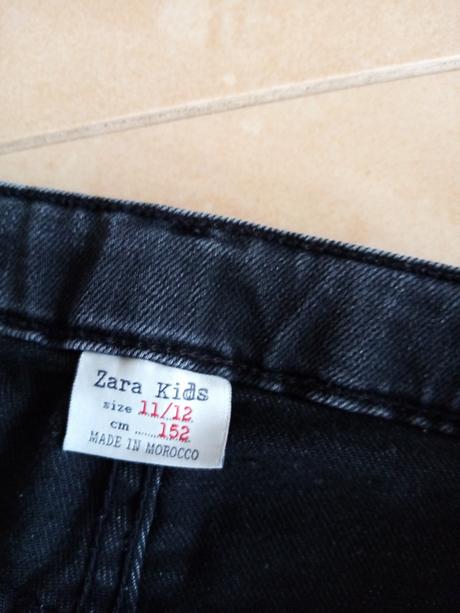 Zara Kids
size 11/12
cm 152
MADE IN MOROCCO